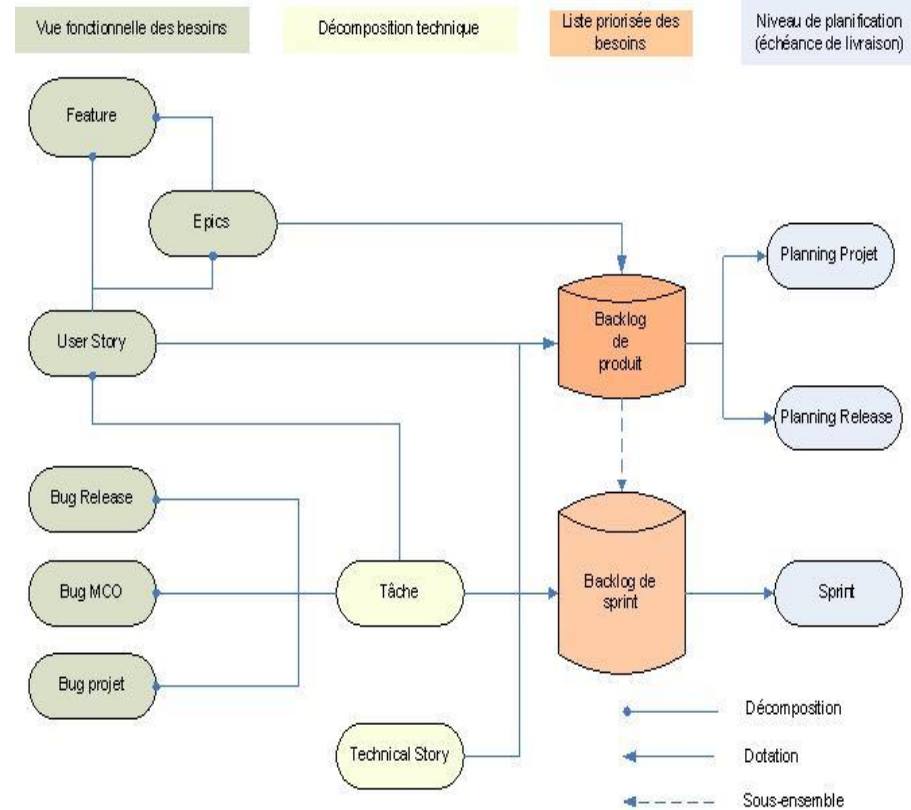 Vue fonctionnelle des besoins
Décomposition technique
Liste priorisée des
besoins
Niveau de planification
(échéance de livraison)
Feature
Epics
Planning Projet
User Story
Backlog
de
produit
Planning Release
Bug Release
Bug MCO
Tâche
Backlog de
sprint
Sprint
Bug projet
Technical Story
Décomposition
Dotation
Sous-ensemble